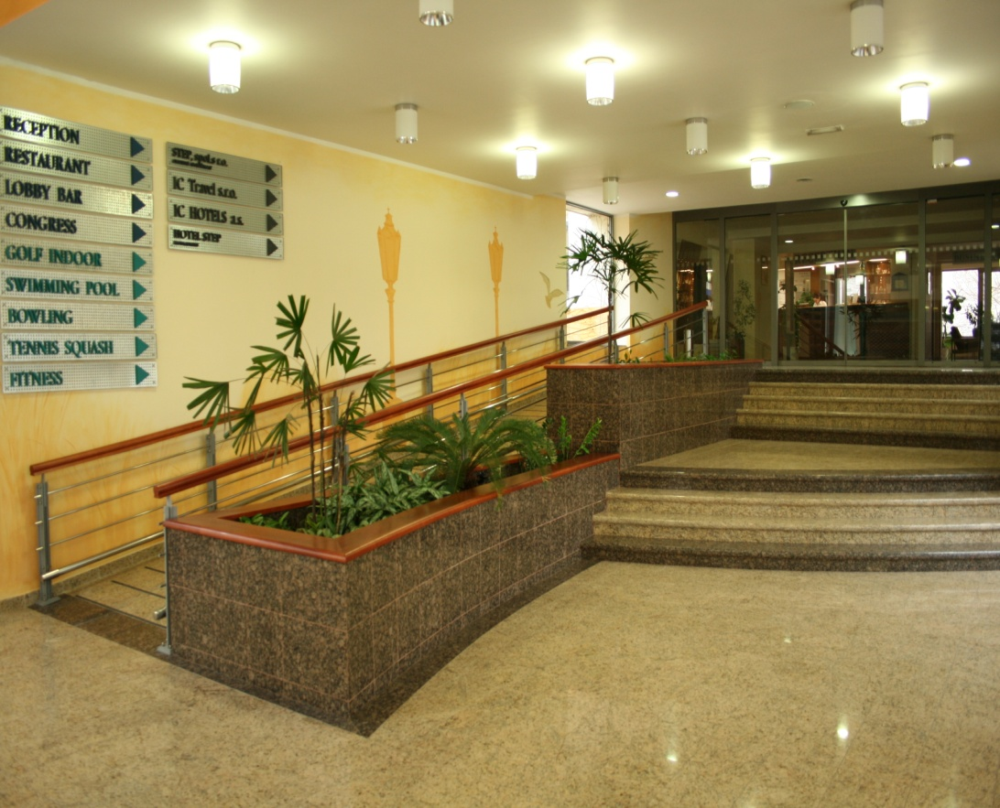 RECEPTION
RESTAURANT
LOBBY BAR
CONGRESS
GOLF INDOOR
SWIMMING POOL
BOWLING
TENNIS SQUASH
FITNESS
STEP, spol. s r.o.
IC Travel s.r.o.
IC HOTELS a.s.
HOTEL STEP